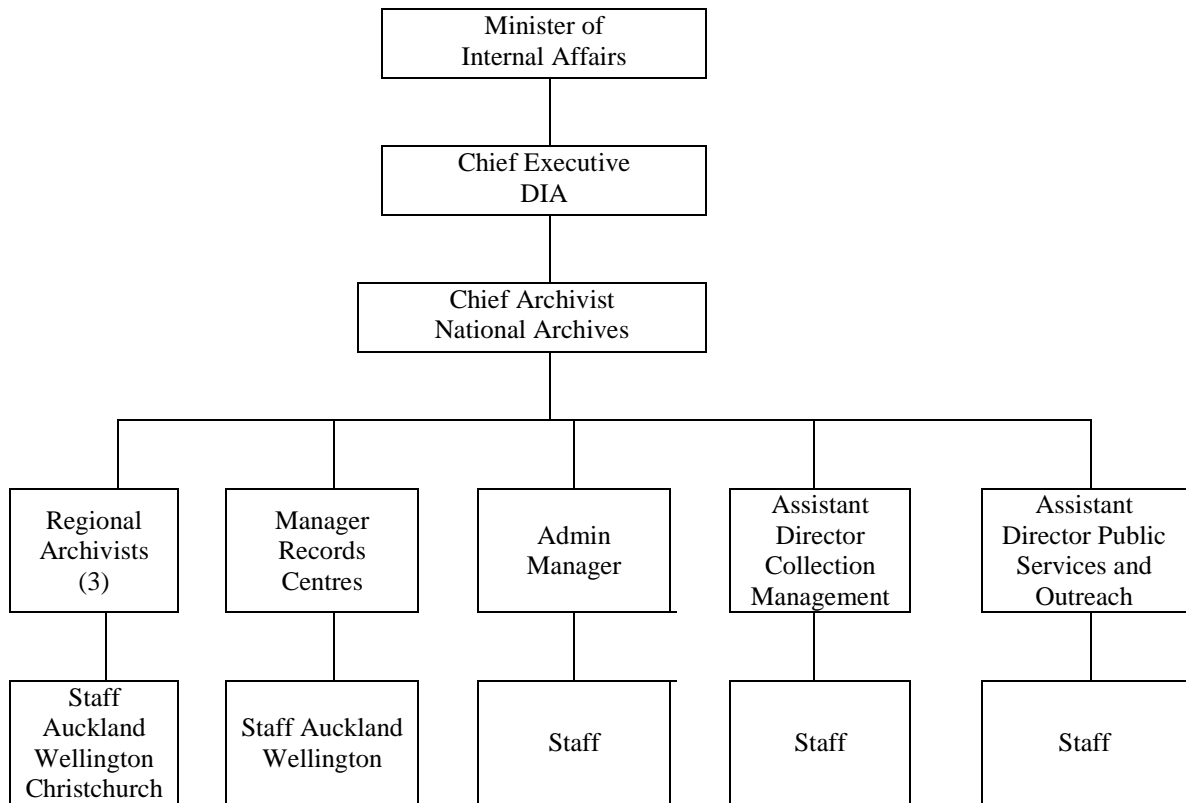 Minister of
Internal Affairs
Chief Executive
DIA
Chief Archivist
National Archives
Regional
Archivists
(3)
Manager
Records
Centres
Admin
Manager
Assistant
Director
Collection
Management
Assistant
Director Public
Services and
Outreach
Staff
Auckland
Wellington
Christchurch
Staff Auckland
Wellington
Staff
Staff
Staff